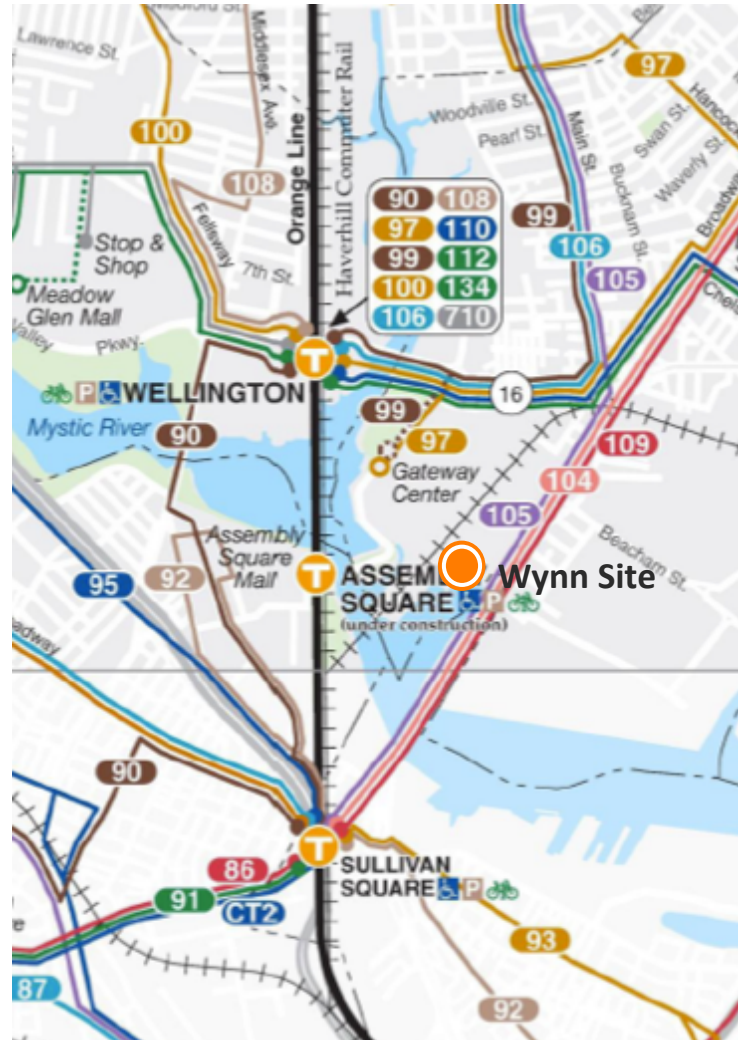 Lawrence St.
Middlesex Ave.
97
Woodville St.
Pearl St.
Main St.
Hancock
Swan St.
Waverly St.
Bucknam St.
Broadway
100
108
Orange Line
Haverhill Commuter Rail
90 108
97 110
99 112
100 134
106 710
99
106
105
Stop &
Shop
Fellsway
7th St.
Meadow
Glen Mall
Valley
Pkwy.
T
WELLINGTON
P
16
Mystic River
90
99
97
Gateway
Center
109
104
105
Beacham St.
Assembly
Square
Mall
T
95
92
ASSEM
SQUARE
P
(under construction)
Wynn Site
90
T
SULLIVAN
SQUARE
P
86
91
CT2
93
87
92